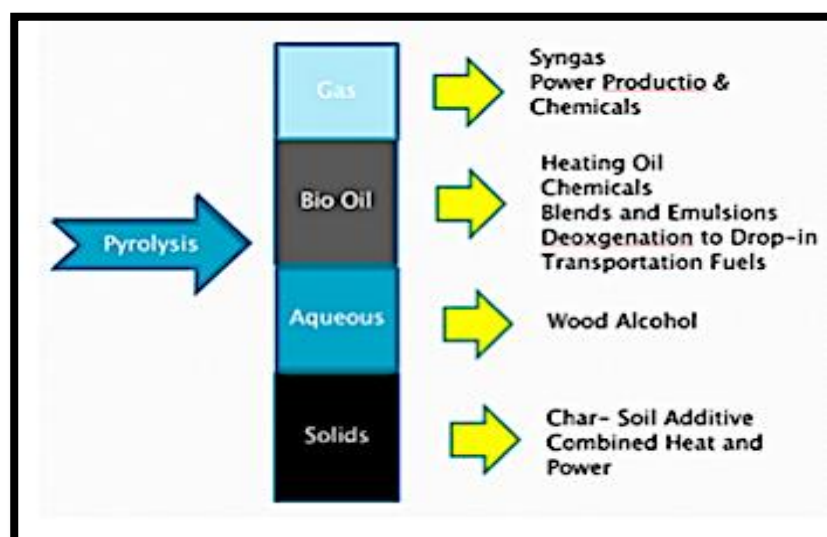 Pyrolysis
Gas
Syngas
Power Productio &
Chemicals
Bio Oil
Heating Oil
Chemicals
Blends and Emulsions
Deoxgenation to Drop-in
Transportation Fuels
Aqueous
Wood Alcohol
Solids
Char- Soil Additive
Combined Heat and
Power